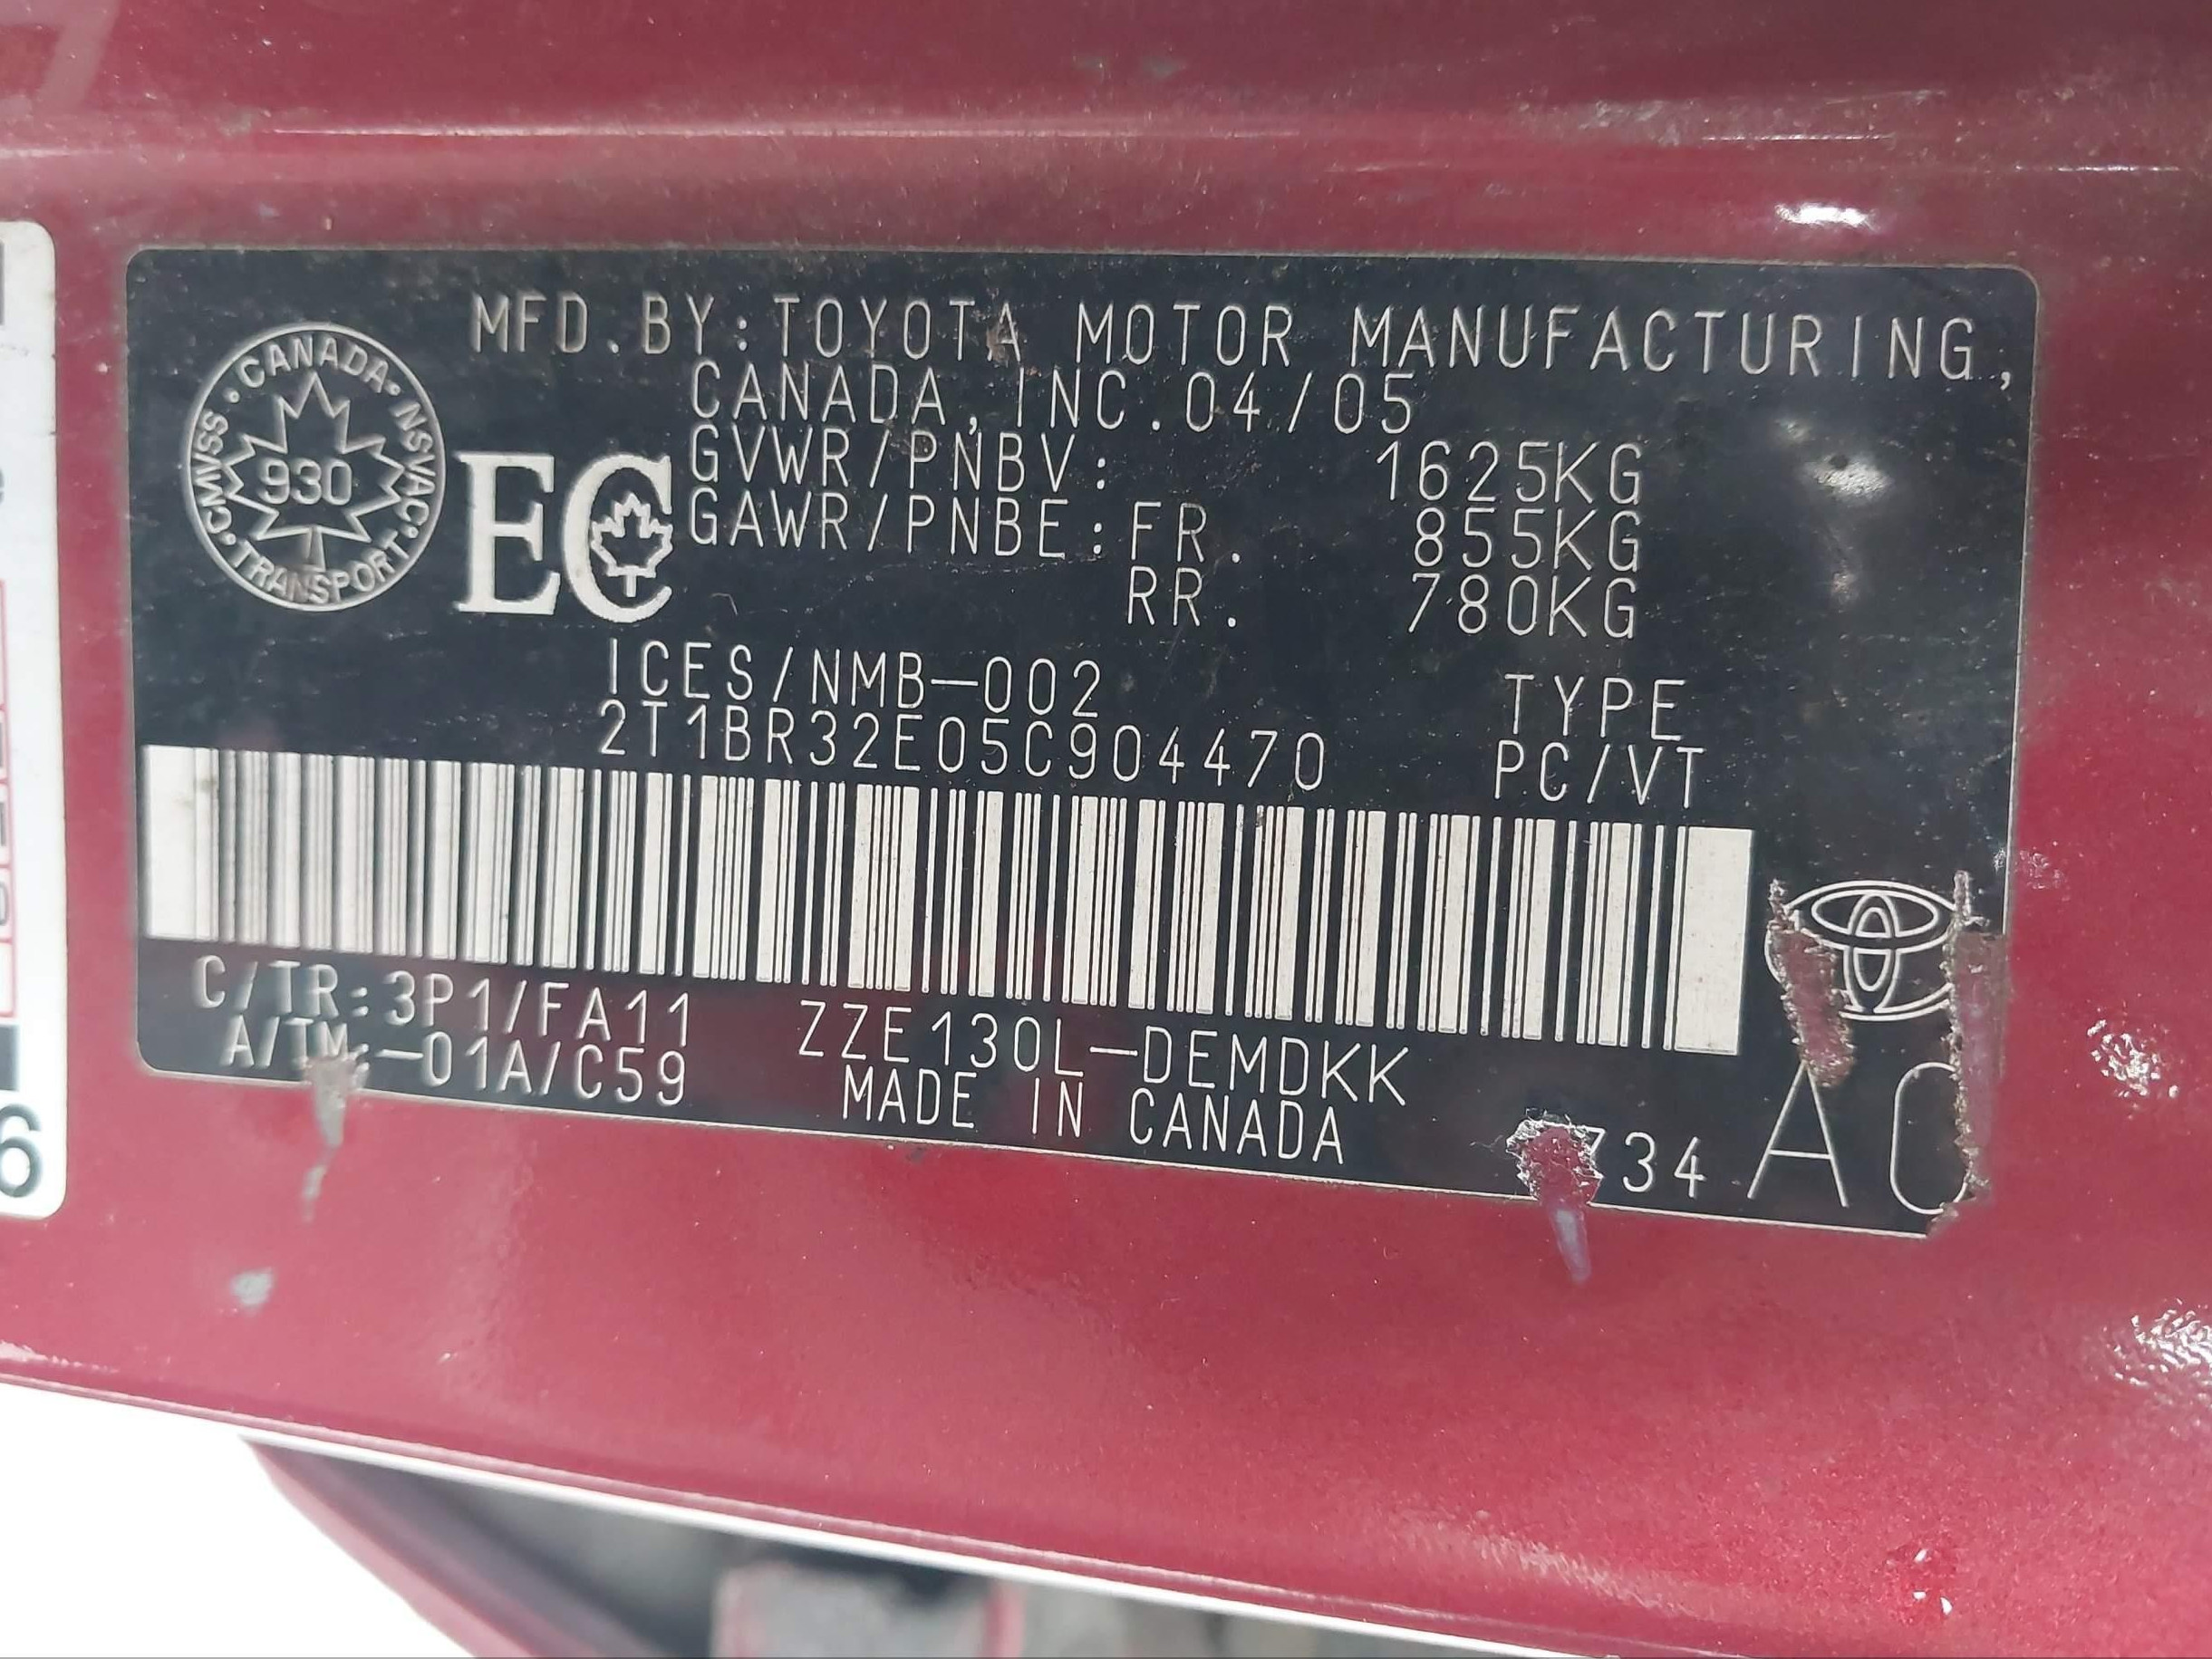 MFD.BY:TOYOTA MOTOR MANUFACTURING,
CANADA, INC. 04/05
CANADA · NSVAC · TRANSPORT · CMVSS ·
930
EC
GVWR/PNBV: 1625KG
GAWR/PNBE:FR. 855KG
RR. 780KG
ICES/NMB-002
TYPE
2T1BR32E05C904470
PC/VT
C/TR:3P1/FA11
ZZE130L-DEMDKK
A/TM:-01A/C59
MADE IN CANADA
734
A
6